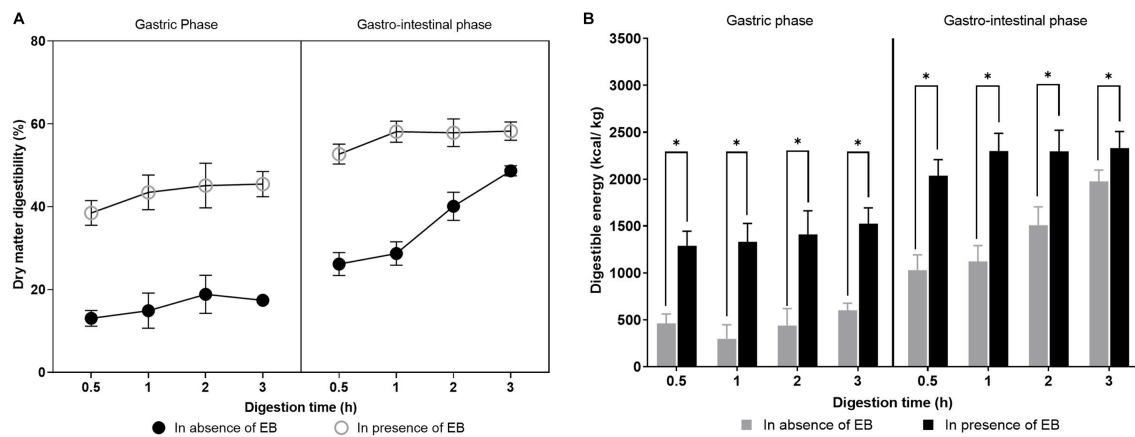 A
Gastric Phase
Gastro-intestinal phase
Dry matter digestibility (%)
80
60
40
20
0
0.5 1 2 3 0.5 1 2 3
Digestion time (h)
In absence of EB
In presence of EB
B
Gastric phase
Gastro-intestinal phase
Digestible energy (kcal/ kg)
3500
3000
2500
2000
1500
1000
500
0
* * * * * * * *
0.5 1 2 3 0.5 1 2 3
Digestion time (h)
In absence of EB
In presence of EB